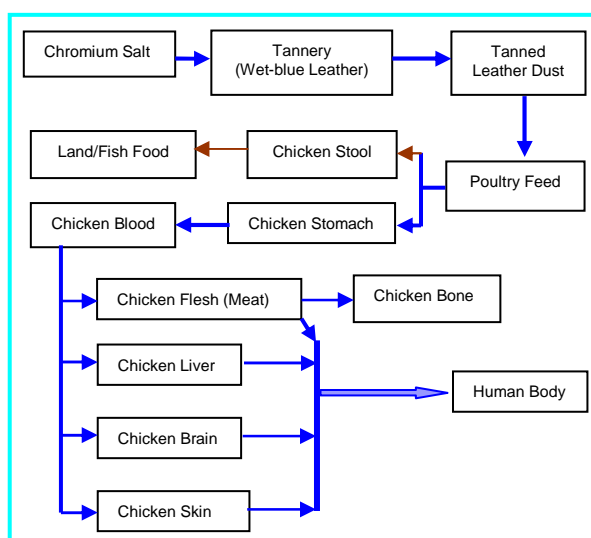 Chromium Salt
Tannery
(Wet-blue Leather)
Tanned
Leather Dust
Land/Fish Food
Chicken Stool
Poultry Feed
Chicken Blood
Chicken Stomach
Chicken Flesh (Meat)
Chicken Bone
Chicken Liver
Human Body
Chicken Brain
Chicken Skin